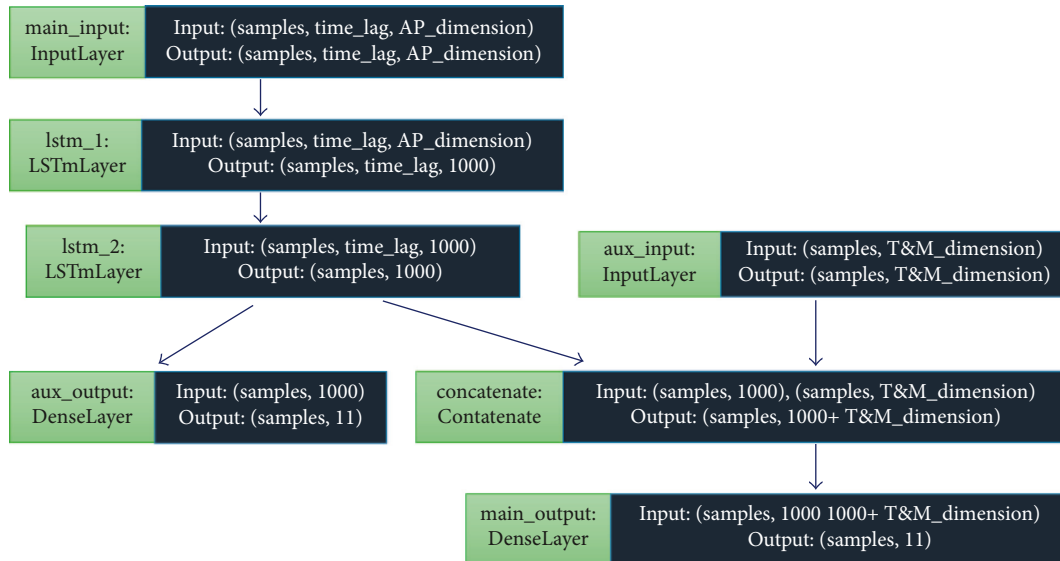 main_input:
InputLayer
Input: (samples, time_lag, AP_dimension)
Output: (samples, time_lag, AP_dimension)
lstm_1:
LSTmLayer
Input: (samples, time_lag, AP_dimension)
Output: (samples, time_lag, 1000)
lstm_2:
LSTmLayer
Input: (samples, time_lag, 1000)
Output: (samples, 1000)
aux_input:
InputLayer
Input: (samples, T&M_dimension)
Output: (samples, T&M_dimension)
aux_output:
DenseLayer
Input: (samples, 1000)
Output: (samples, 11)
concatenate:
Contatenate
Input: (samples, 1000), (samples, T&M_dimension)
Output: (samples, 1000+ T&M_dimension)
main_output:
DenseLayer
Input: (samples, 1000 1000+ T&M_dimension)
Output: (samples, 11)